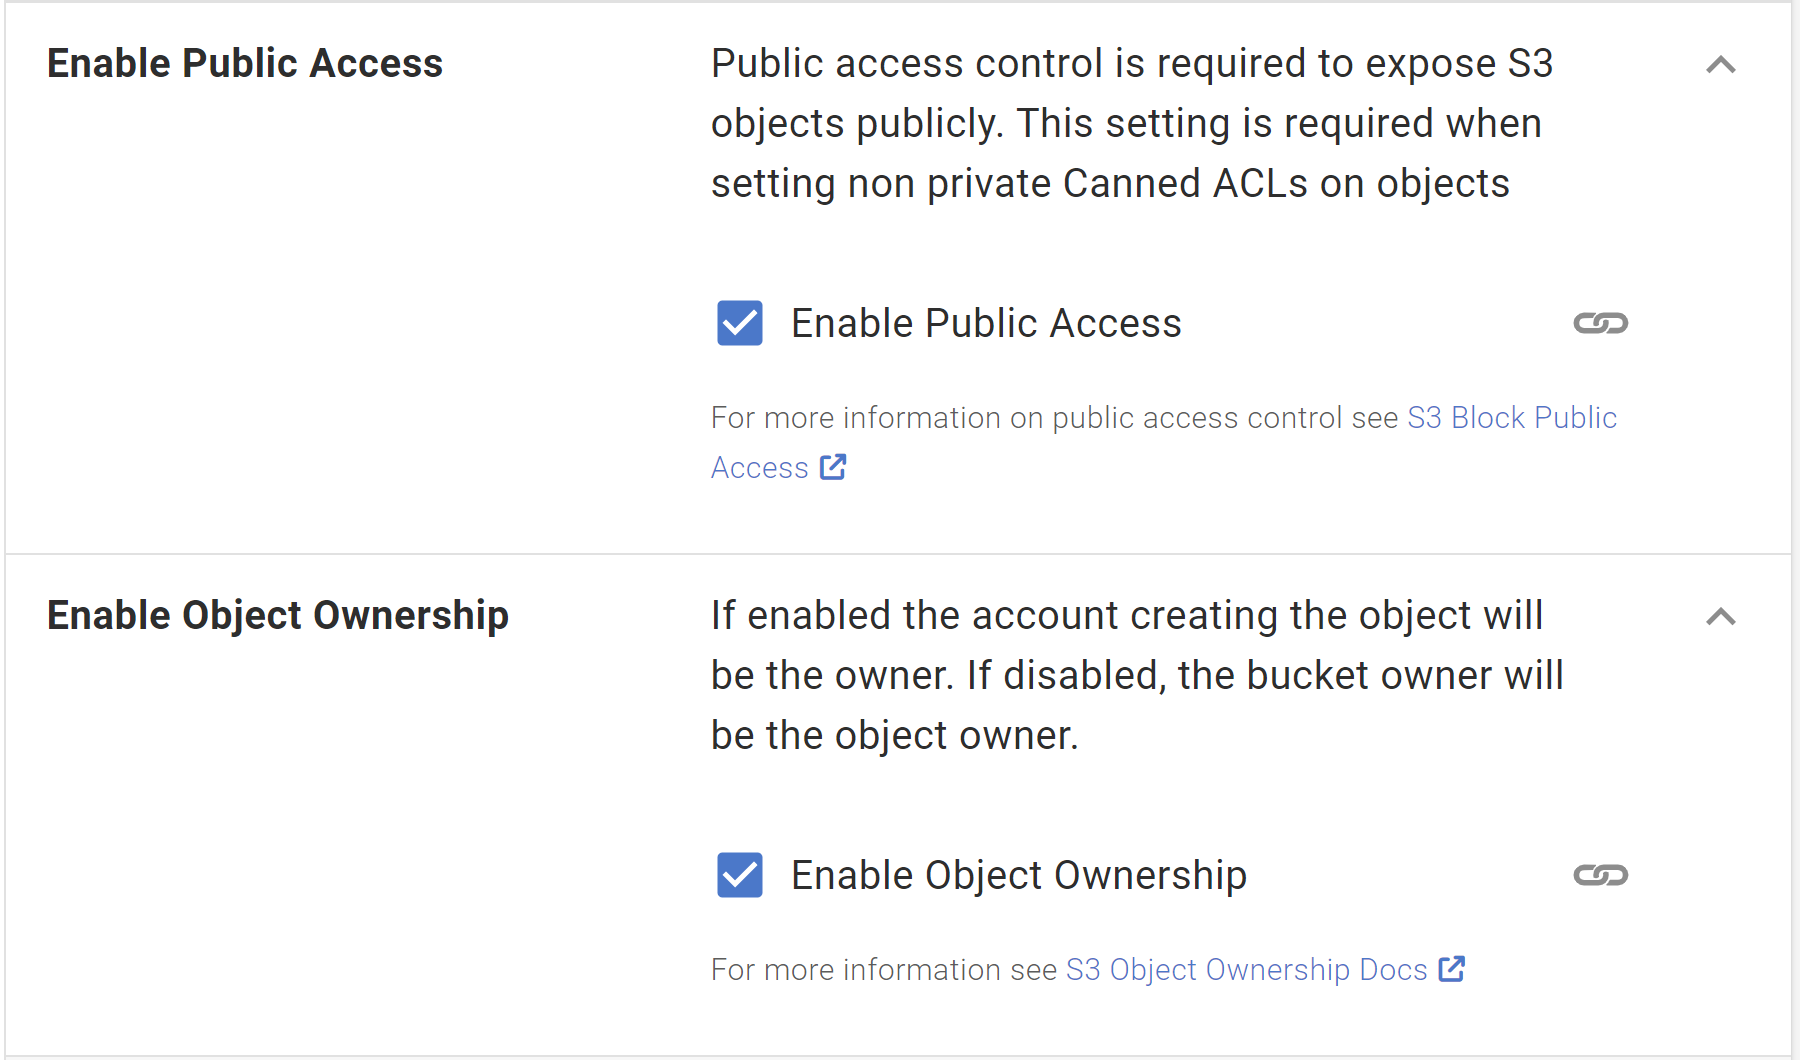 Enable Public Access
Public access control is required to expose S3
objects publicly. This setting is required when
setting non private Canned ACLs on objects
Enable Public Access
For more information on public access control see S3 Block Public
Access
Enable Object Ownership
If enabled the account creating the object will
be the owner. If disabled, the bucket owner will
be the object owner.
Enable Object Ownership
For more information see S3 Object Ownership Docs